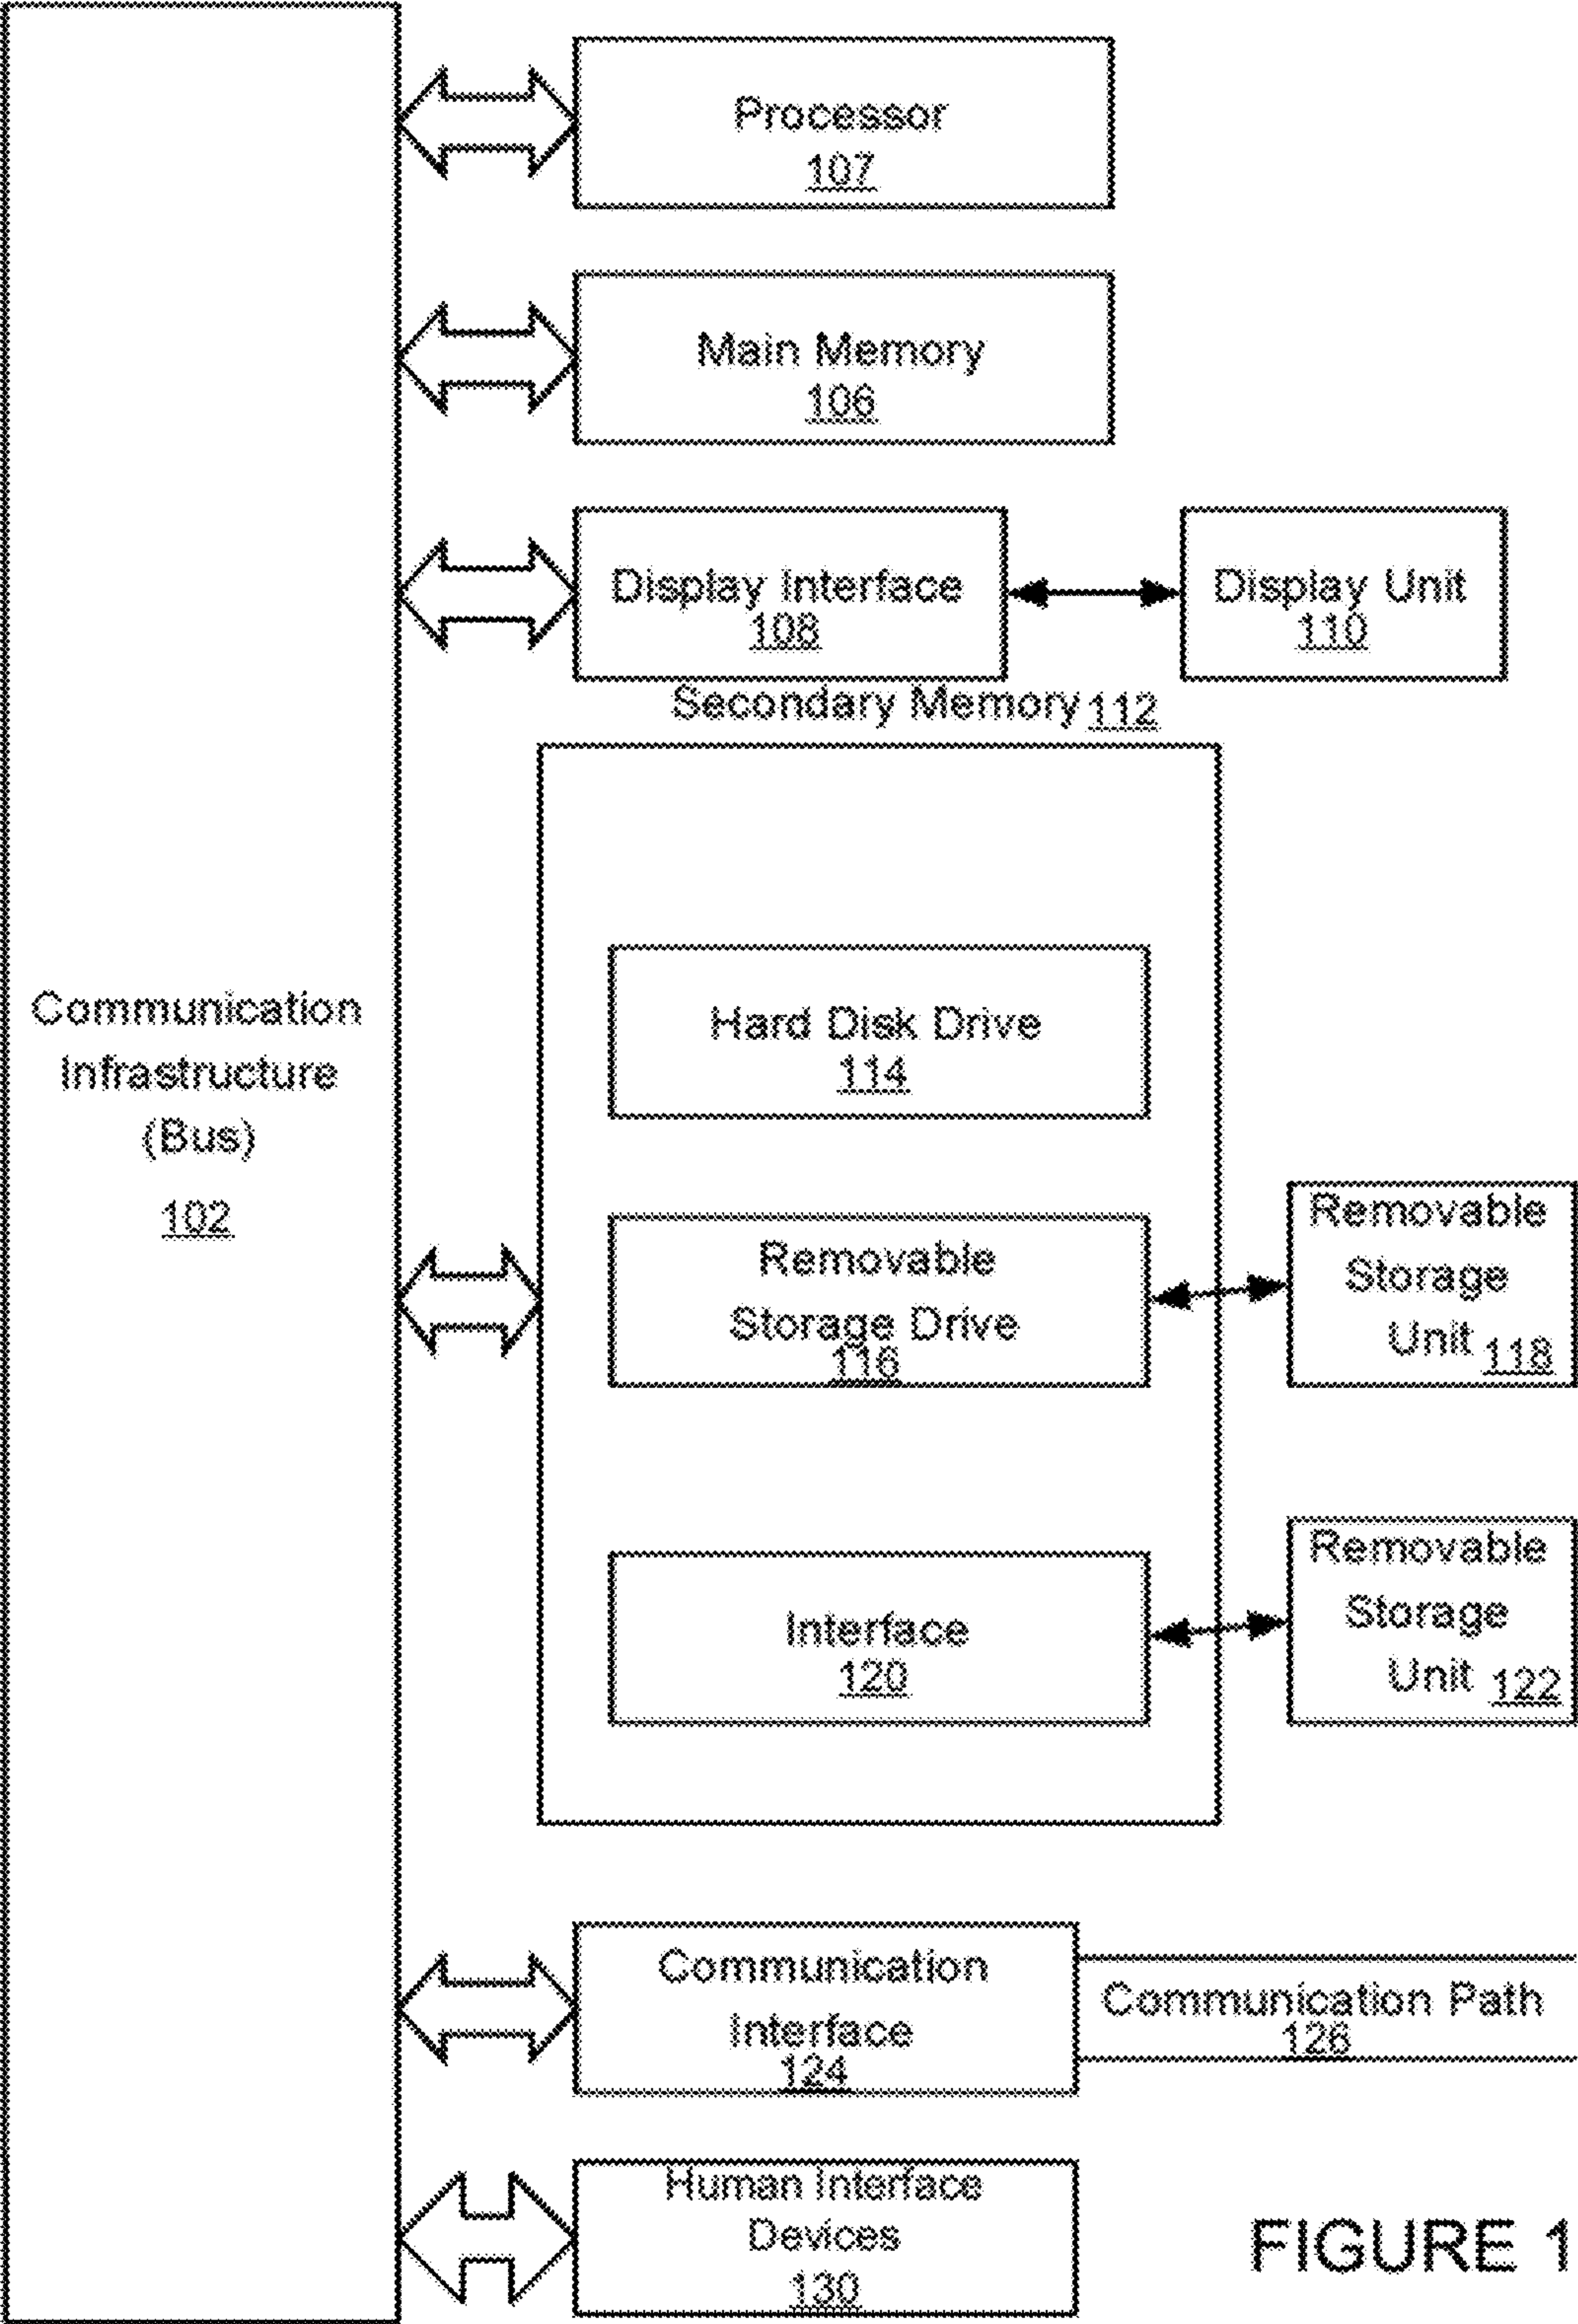 Processor
107
Main Memory
106
Display Interface
108
Display Unit
110
Secondary Memory 112
Hard Disk Drive
114
Communication
Infrastructure
(Bus)
102
Removable
Storage Drive
116
Removable
Storage
Unit 118
Interface
120
Removable
Storage
Unit 122
Communication
Interface
124
Communication Path
126
Human Interface
Devices
130
FIGURE 1